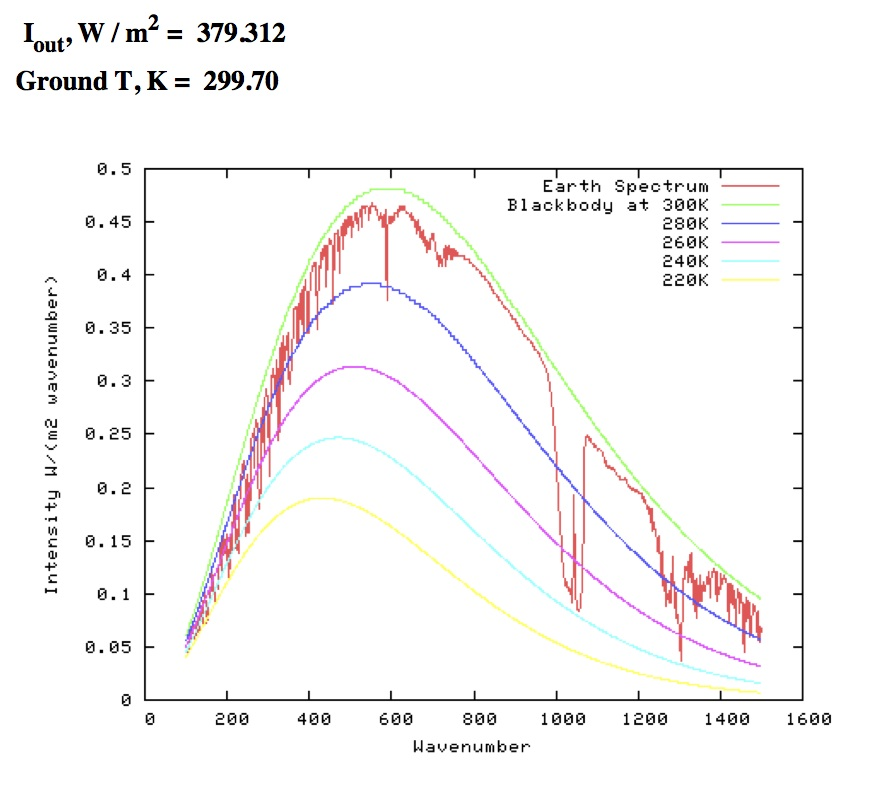 Iout, W / m2 = 379.312
Ground T, K = 299.70
Earth Spectrum
Blackbody at 300K
280K
260K
240K
220K
0.5
0.45
0.4
0.35
0.3
0.25
0.2
0.15
0.1
0.05
0
Intensity W/(m2 wavenumber)
0 200 400 600 800 1000 1200 1400 1600
Wavenumber